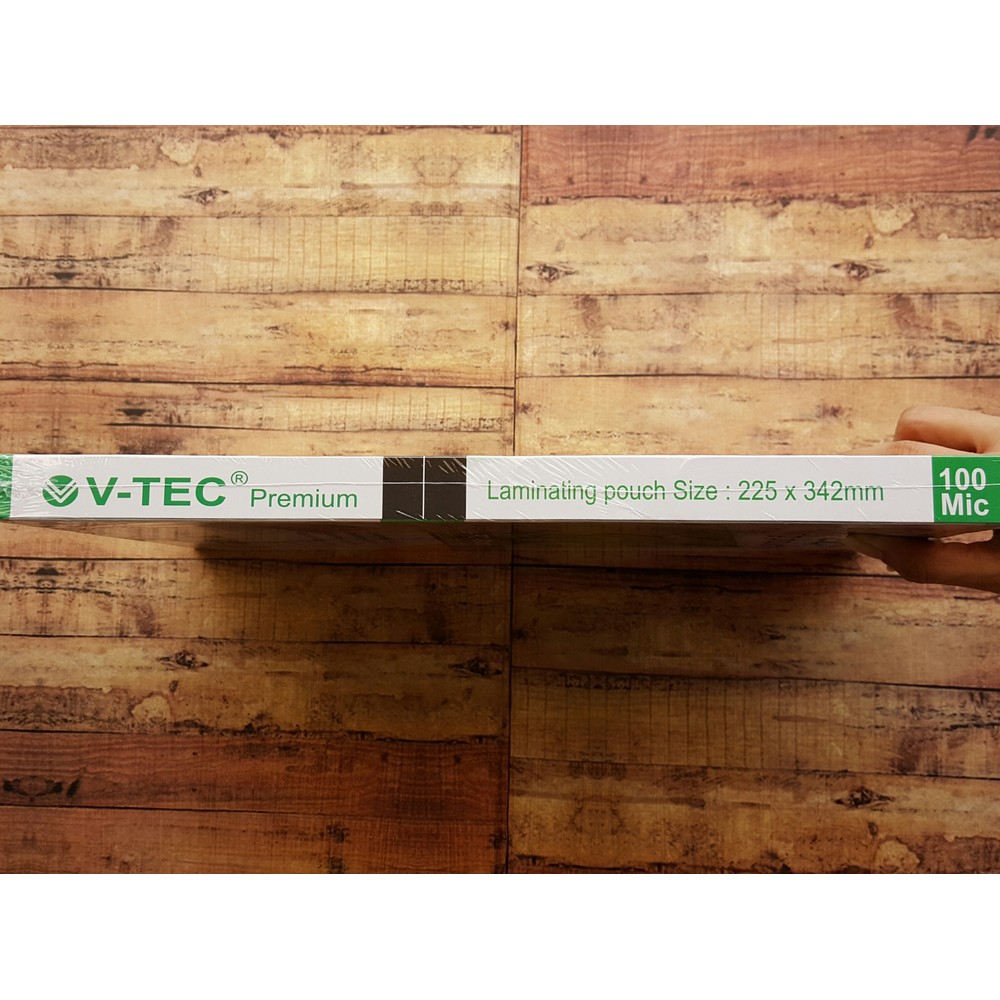 V-TEC® Premium
Laminating pouch Size : 225 x 342mm
100
Mic